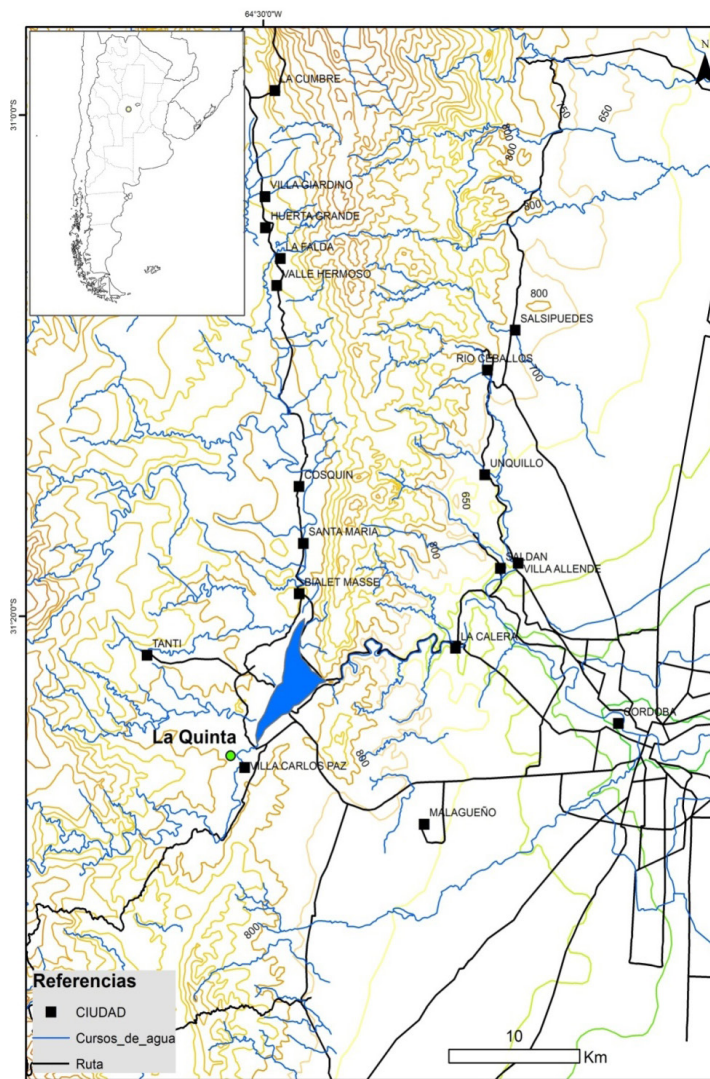 64°30'0"W
N
31°0'0"S
LA CUMBRE
750
650
800
800
VILLA GIARDINO
HUERTA GRANDE
800
LA FALDA
VALLE HERMOSO
800
SALSIPUEDES
RIO CEBALLOS
700
UNQUILLO
COSQUIN
650
SANTA MARIA
800
SALDAN
VILLA ALLENDE
BIALET MASSE
31°20'0"S
TANTI
LA CALERA
CORDOBA
La Quinta
800
VILLA CARLOS PAZ
MALAGUEÑO
800
Referencias
CIUDAD
Cursos_de_agua
Ruta
10
Km